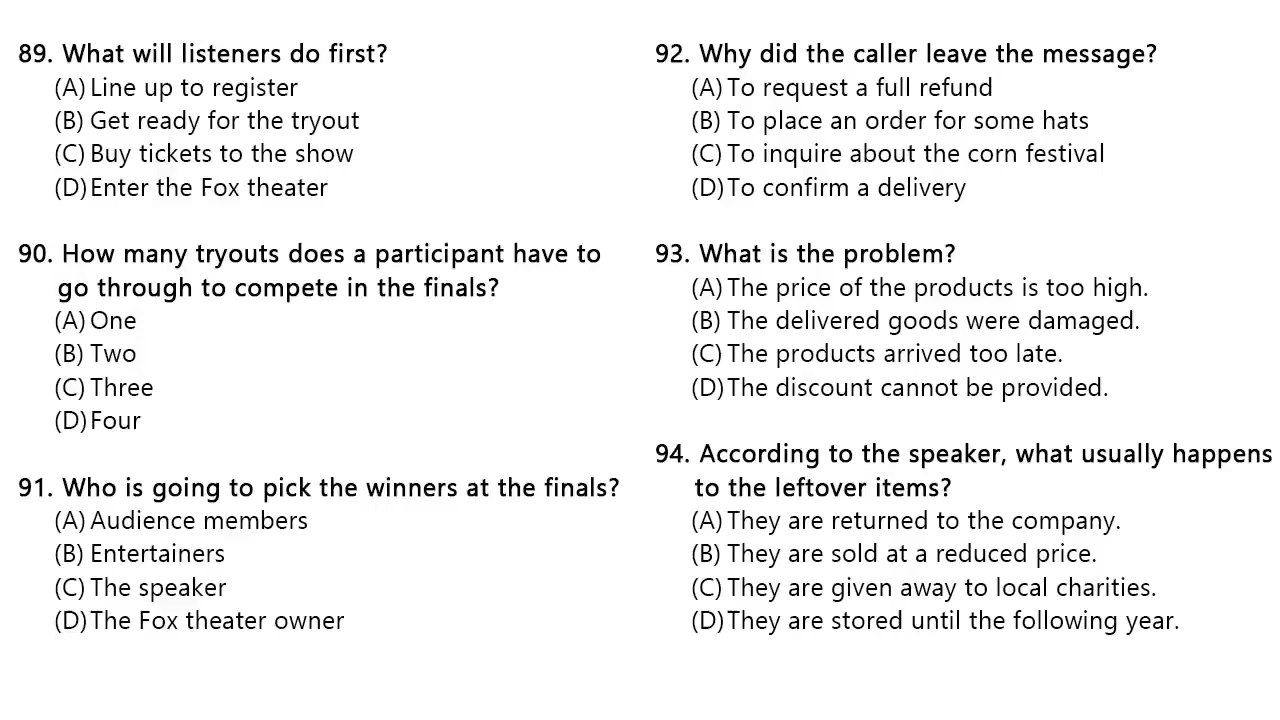 89. What will listeners do first?
(A) Line up to register
(B) Get ready for the tryout
(C) Buy tickets to the show
(D) Enter the Fox theater
90. How many tryouts does a participant have to
go through to compete in the finals?
(A) One
(B) Two
(C) Three
(D) Four
91. Who is going to pick the winners at the finals?
(A) Audience members
(B) Entertainers
(C) The speaker
(D) The Fox theater owner
92. Why did the caller leave the message?
(A) To request a full refund
(B) To place an order for some hats
(C) To inquire about the corn festival
(D) To confirm a delivery
93. What is the problem?
(A) The price of the products is too high.
(B) The delivered goods were damaged.
(C) The products arrived too late.
(D) The discount cannot be provided.
94. According to the speaker, what usually happens
to the leftover items?
(A) They are returned to the company.
(B) They are sold at a reduced price.
(C) They are given away to local charities.
(D) They are stored until the following year.